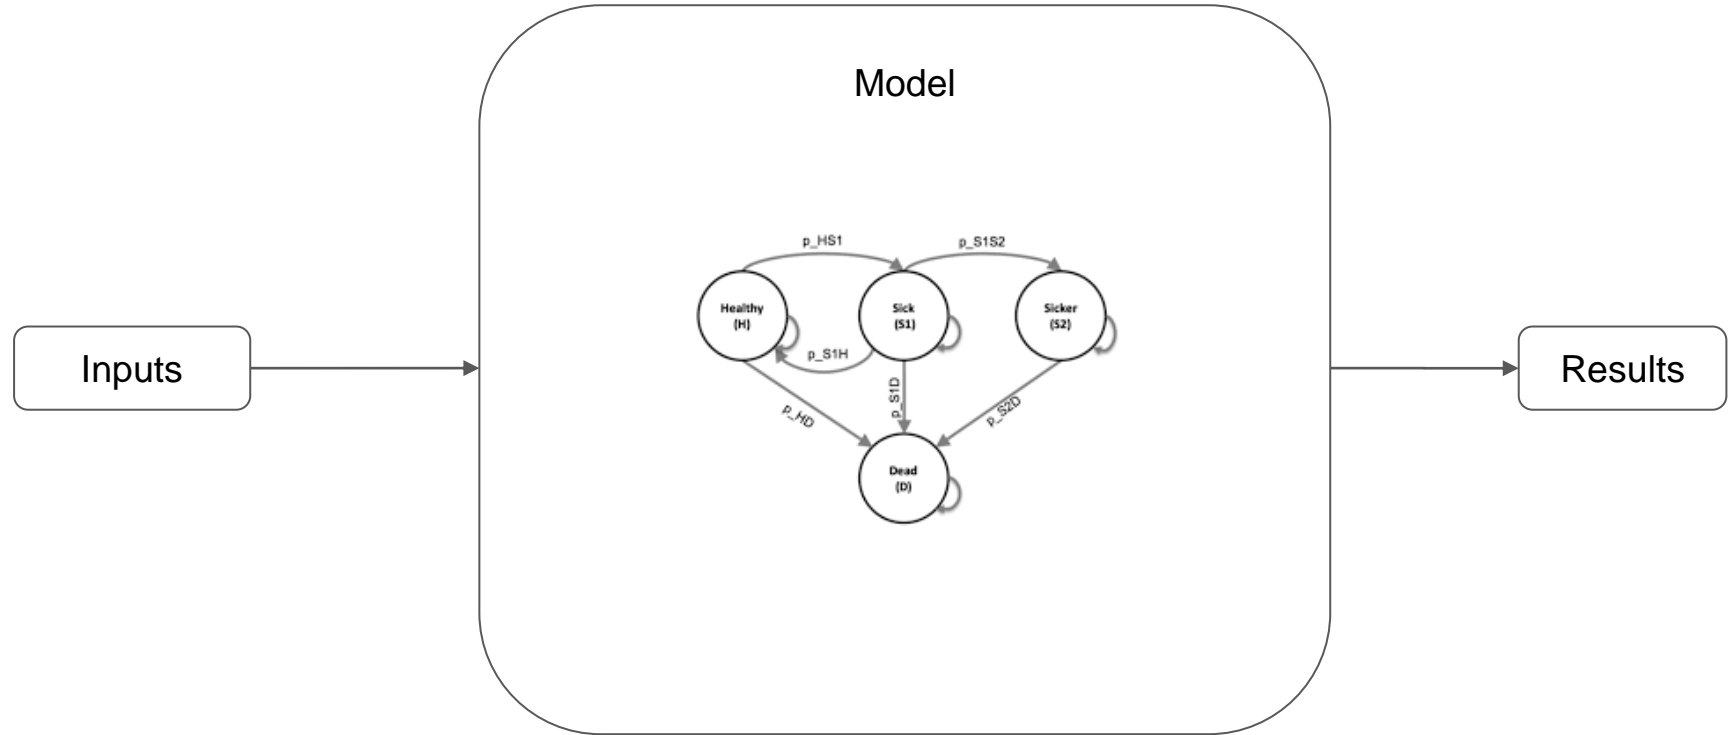 Model
p_HS1
p_S1S2
Healthy
(H)
Sick
(S1)
Sicker
(S2)
p_S1H
Inputs
Results
p_HD
p_S1D
p_S2D
Dead
(D)